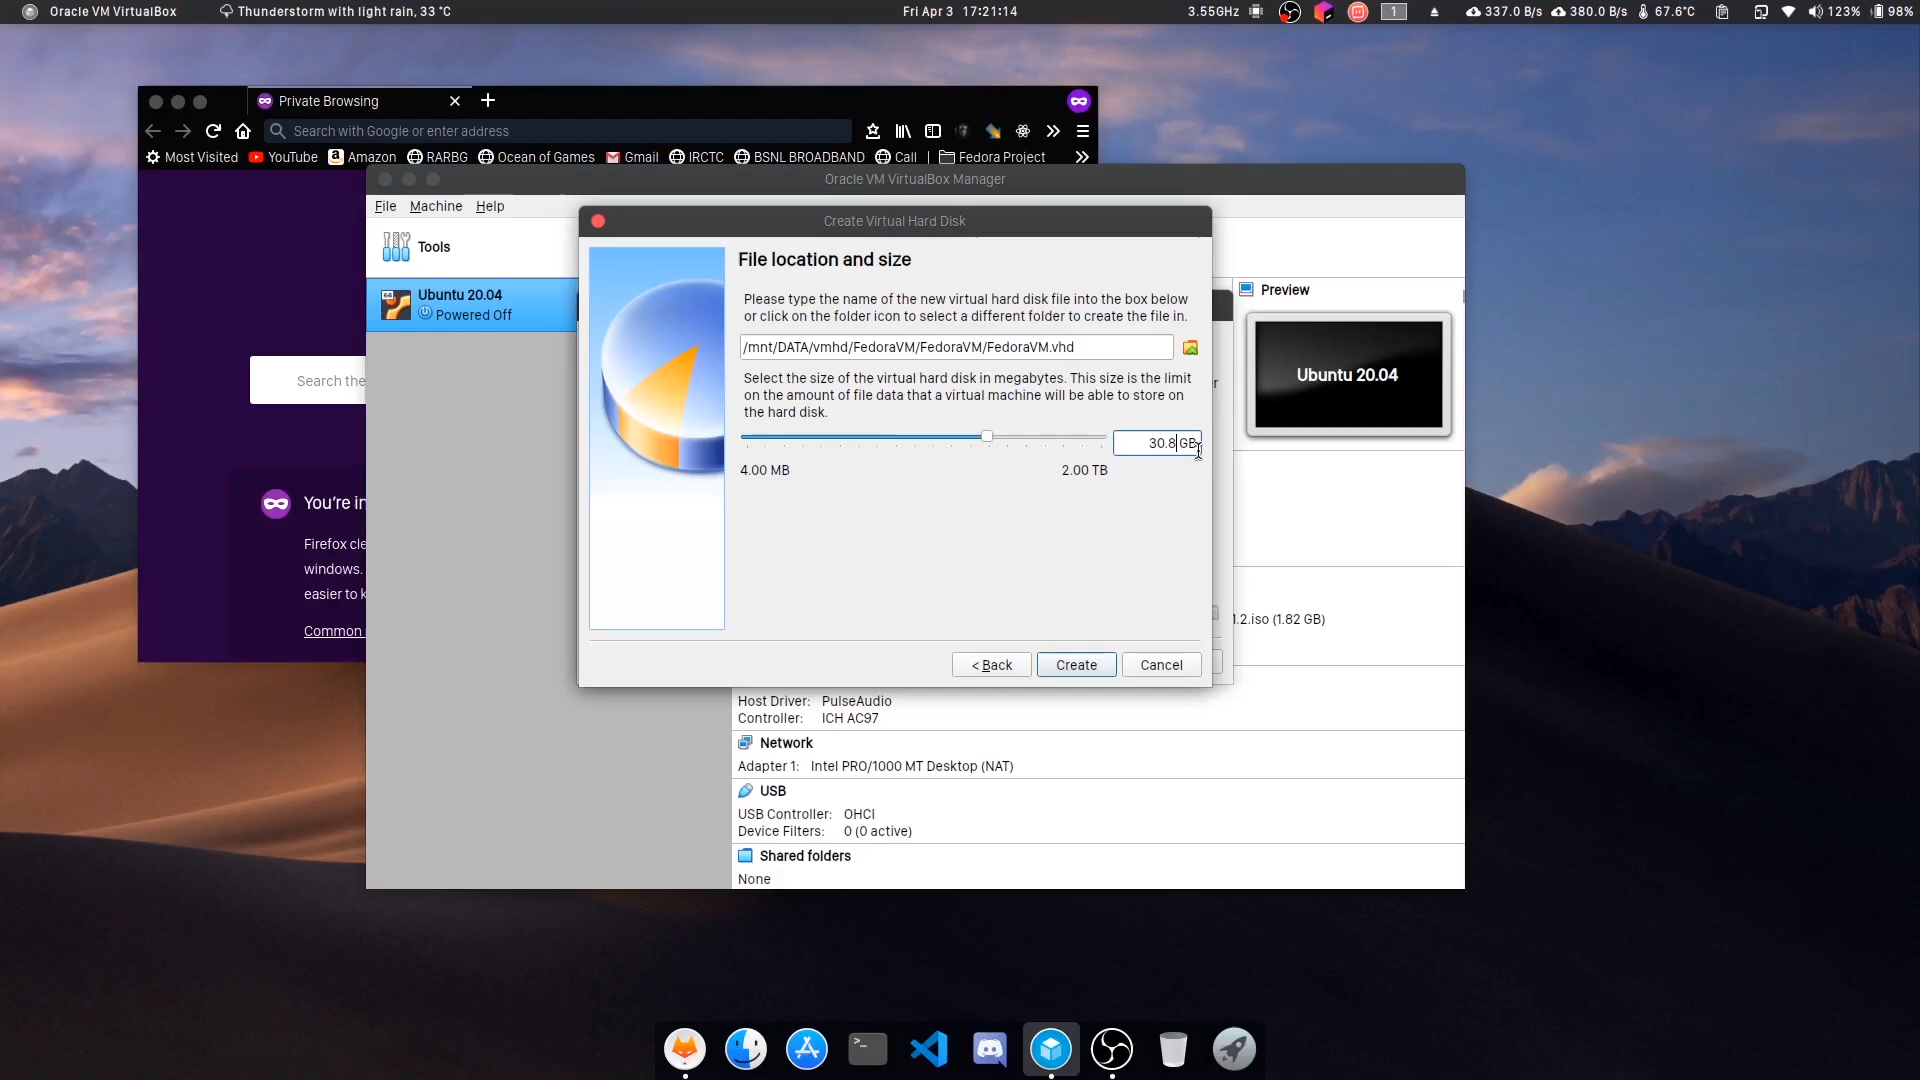 Oracle VM VirtualBox
Thunderstorm with light rain, 33 °C
Fri Apr 3 17:21:14
3.55GHz
1
337.0 B/s
380.0 B/s
67.6°C
123%
98%
Private Browsing
Search with Google or enter address
Most Visited
YouTube
Amazon
RARBG
Ocean of Games
Gmail
IRCTC
BSNL BROADBAND
Call
Fedora Project
Oracle VM VirtualBox Manager
File Machine Help
Create Virtual Hard Disk
Tools
64
Ubuntu 20.04
Powered Off
File location and size
Please type the name of the new virtual hard disk file into the box below
or click on the folder icon to select a different folder to create the file in.
/mnt/DATA/vmhd/FedoraVM/FedoraVM/FedoraVM.vhd
Select the size of the virtual hard disk in megabytes. This size is the limit
on the amount of file data that a virtual machine will be able to store on
the hard disk.
30.8 GB
4.00 MB
2.00 TB
< Back
Create
Cancel
r
Preview
Ubuntu 20.04
1.2.iso (1.82 GB)
Search the
You're in
Firefox cle
windows.
easier to k
Common
Host Driver: PulseAudio
Controller: ICH AC97
Network
Adapter 1: Intel PRO/1000 MT Desktop (NAT)
USB
USB Controller: OHCI
Device Filters: 0 (0 active)
Shared folders
None
>_